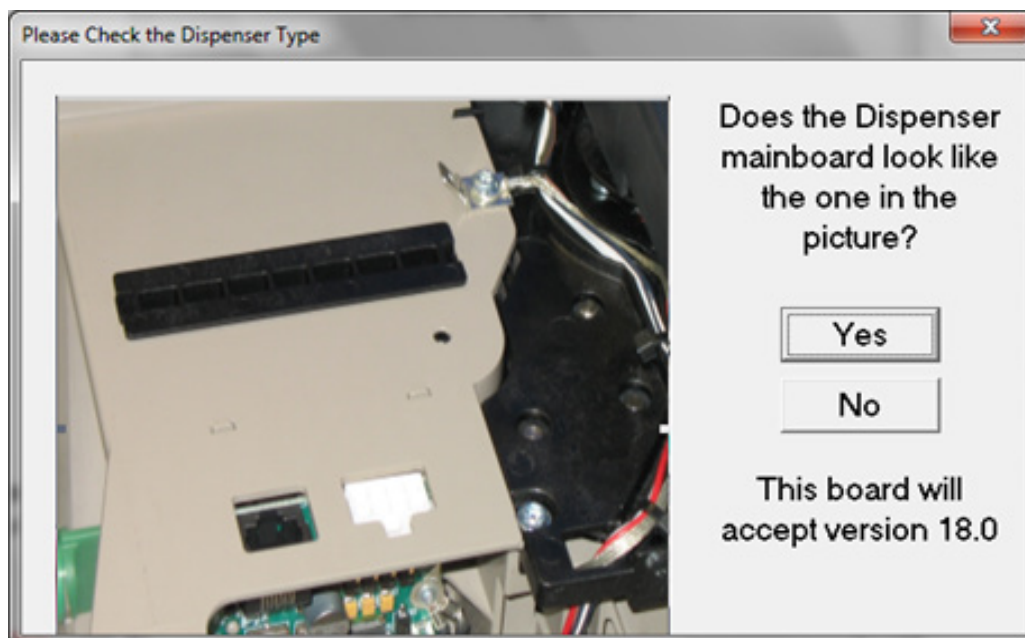 Please Check the Dispenser Type
Does the Dispenser
mainboard look like
the one in the
picture?
Yes
No
This board will
accept version 18.0